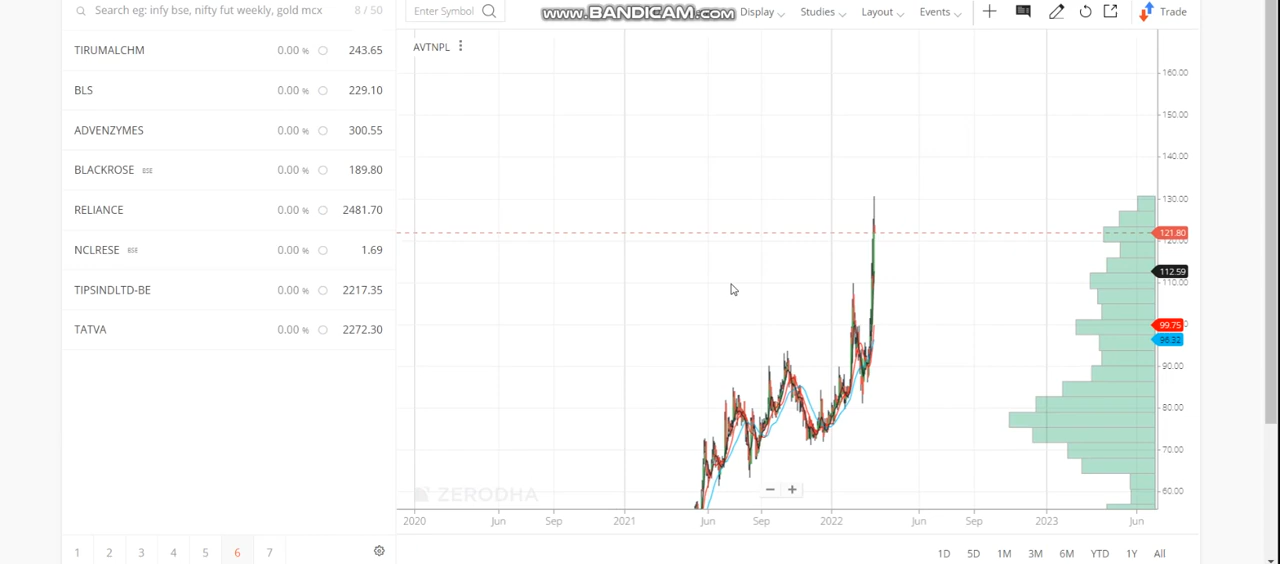 Search eg: infy bse, nifty fut weekly, gold mcx 8 / 50
TIRUMALCHM 0.00 % 243.65
BLS 0.00 % 229.10
ADVENZYMES 0.00 % 300.55
BLACKROSE BSE 0.00 % 189.80
RELIANCE 0.00 % 2481.70
NCLRESE BSE 0.00 % 1.69
TIPSINDLTD-BE 0.00 % 2217.35
TATVA 0.00 % 2272.30
1 2 3 4 5 6 7
Enter Symbol
www.BANDICAM.com
Display Studies Layout Events Trade
AVTNPL
160.00
150.00
140.00
130.00
121.80
120.00
112.59
110.00
99.75
96.32
90.00
80.00
70.00
60.00
ZERODHA
2020 Jun Sep 2021 Jun Sep 2022 Jun Sep 2023 Jun
1D 5D 1M 3M 6M YTD 1Y All